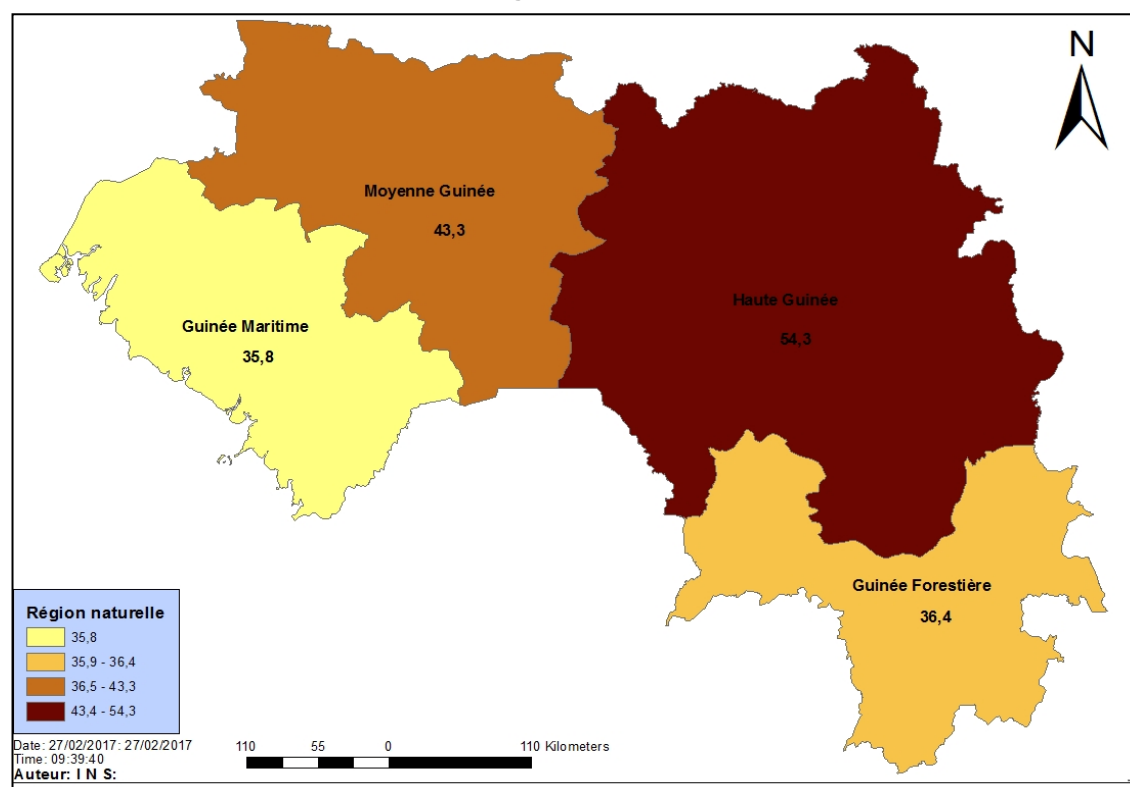 N
Moyenne Guinée
43,3
Haute Guinée
54,3
Guinée Maritime
35,8
Guinée Forestière
36,4
Région naturelle
35,8
35,9 - 36,4
36,5 - 43,3
43,4 - 54,3
Date: 27/02/2017: 27/02/2017
Time: 09:39:40
Auteur: I N S:
110 55 0 110 Kilometers